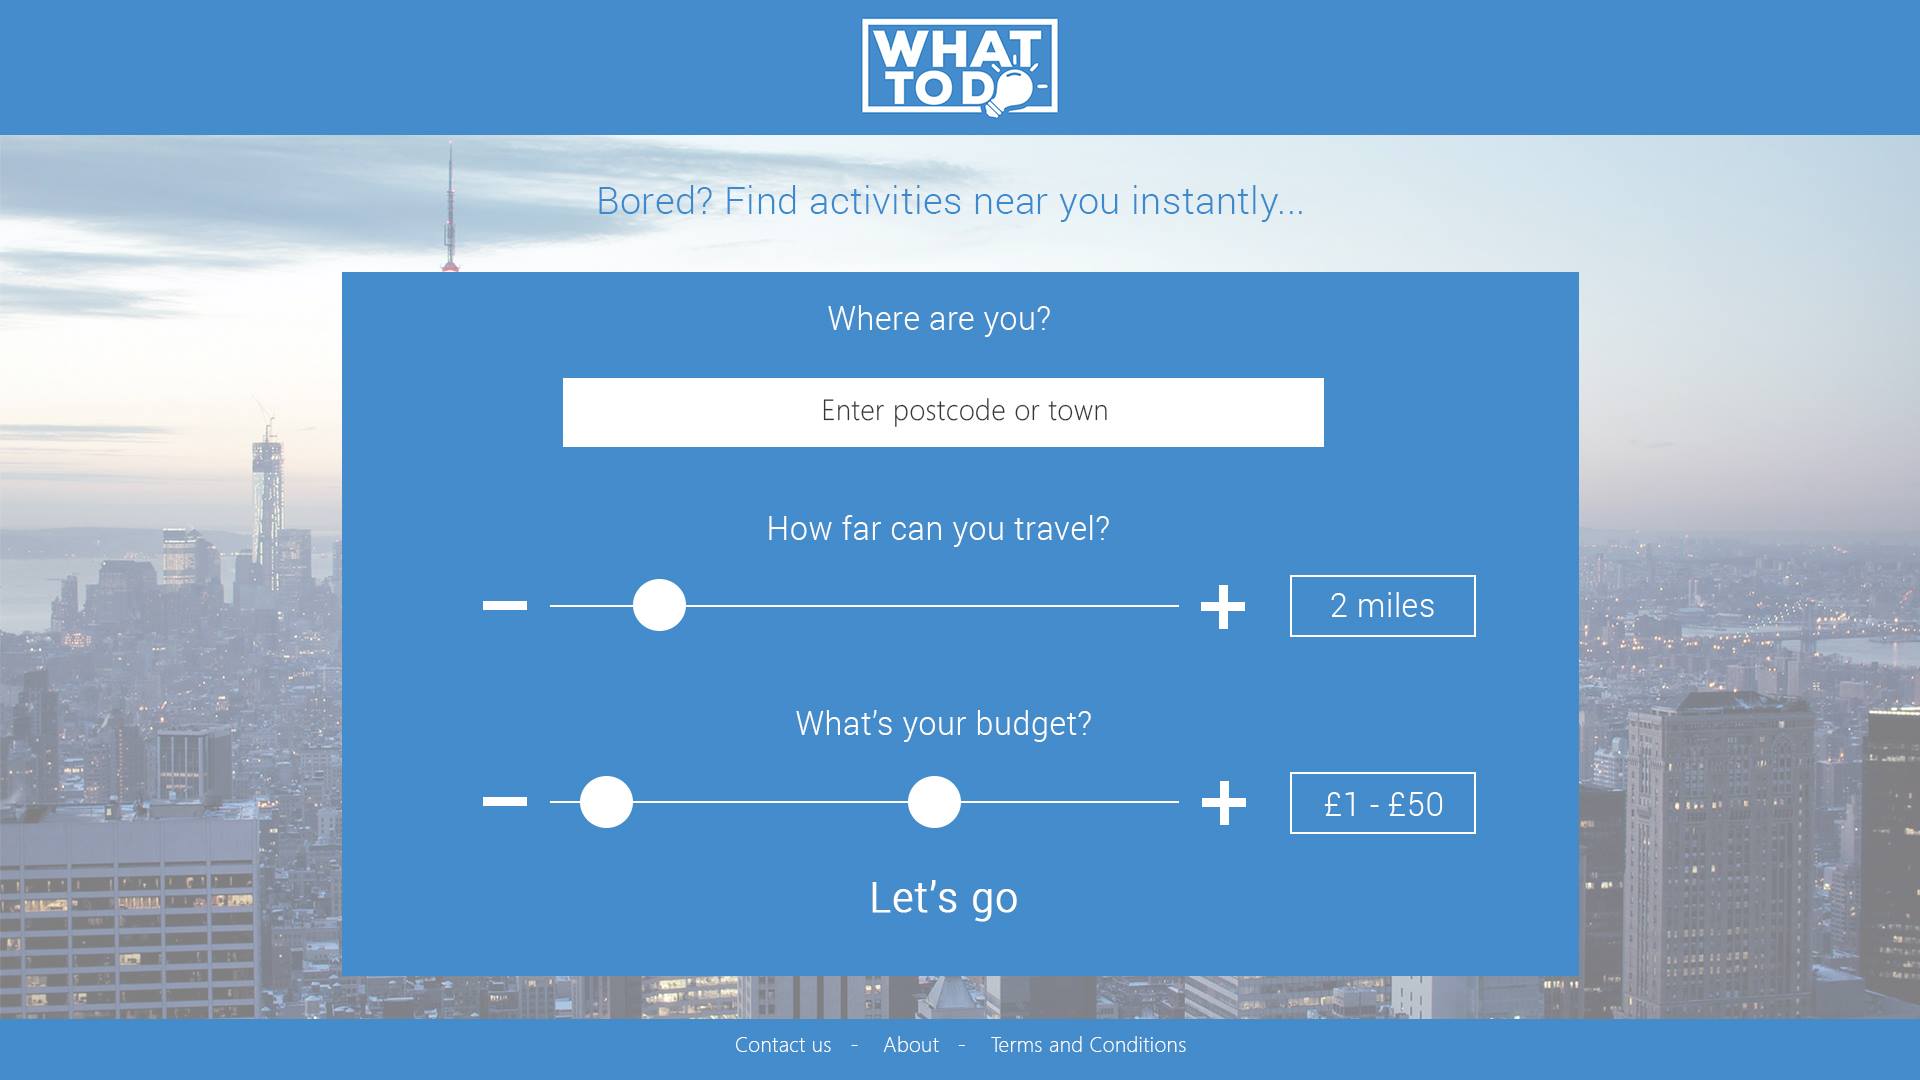 WHAT
TO DO
Bored? Find activities near you instantly...
Where are you?
Enter postcode or town
How far can you travel?
2 miles
What's your budget?
£1 - £50
Let's go
Contact us - About - Terms and Conditions